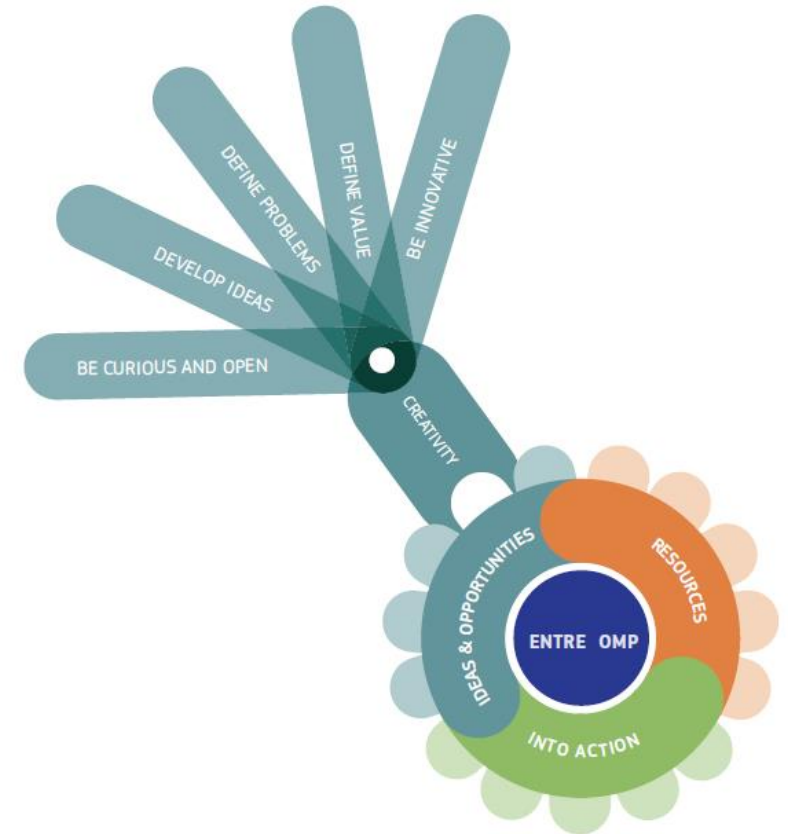 BE CURIOUS AND OPEN
DEVELOP IDEAS
DEFINE PROBLEMS
DEFINE VALUE
BE INNOVATIVE
CREATIVITY
IDEAS & OPPORTUNITIES
RESOURCES
INTO ACTION
ENTRE OMP